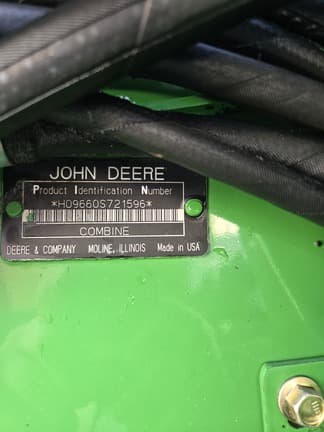 JOHN DEERE
Product Identification Number
*H09660S721596*
COMBINE
DEERE & COMPANY MOLINE, ILLINOIS Made in USA